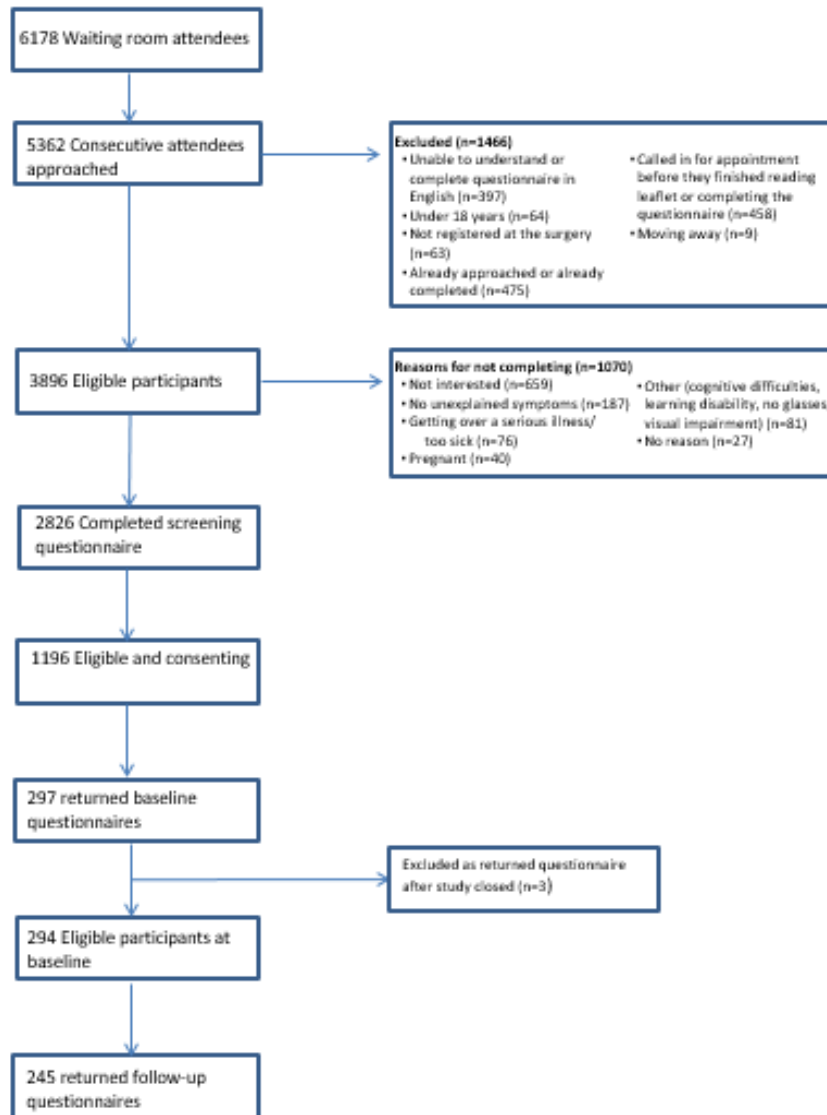 6178 Waiting room attendees
5362 Consecutive attendees
approached
Excluded (n=1466)
• Unable to understand or
complete questionnaire in
English (n=397)
• Under 18 years (n=64)
• Not registered at the surgery
(n=63)
• Already approached or already
completed (n=475)
• Called in for appointment
before they finished reading
leaflet or completing the
questionnaire (n=458)
• Moving away (n=9)
3896 Eligible participants
Reasons for not completing (n=1070)
• Not interested (n=659)
• No unexplained symptoms (n=187)
• Getting over a serious illness/
too sick (n=76)
• Pregnant (n=40)
• Other (cognitive difficulties,
learning disability, no glasses,
visual impairment) (n=81)
• No reason (n=27)
2826 Completed screening
questionnaire
1196 Eligible and consenting
297 returned baseline
questionnaires
Excluded as returned questionnaire
after study closed (n=3)
294 Eligible participants at
baseline
245 returned follow-up
questionnaires